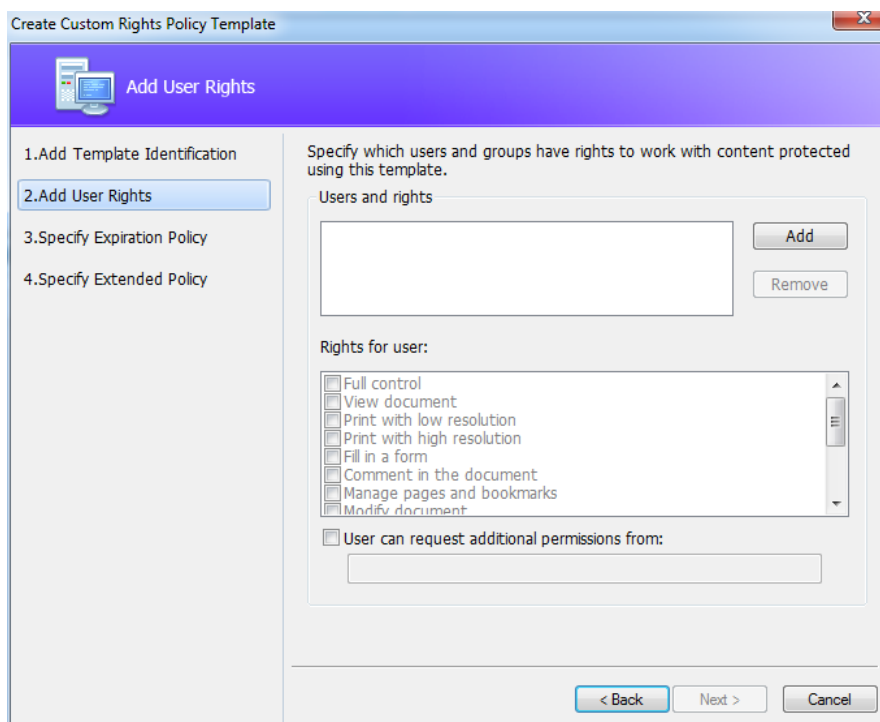 Create Custom Rights Policy Template
Add User Rights
1.Add Template Identification
2.Add User Rights
3.Specify Expiration Policy
4.Specify Extended Policy
Specify which users and groups have rights to work with content protected
using this template.
Users and rights
Add
Remove
Rights for user:
Full control
View document
Print with low resolution
Print with high resolution
Fill in a form
Comment in the document
Manage pages and bookmarks
Modify document
User can request additional permissions from:
< Back
Next >
Cancel